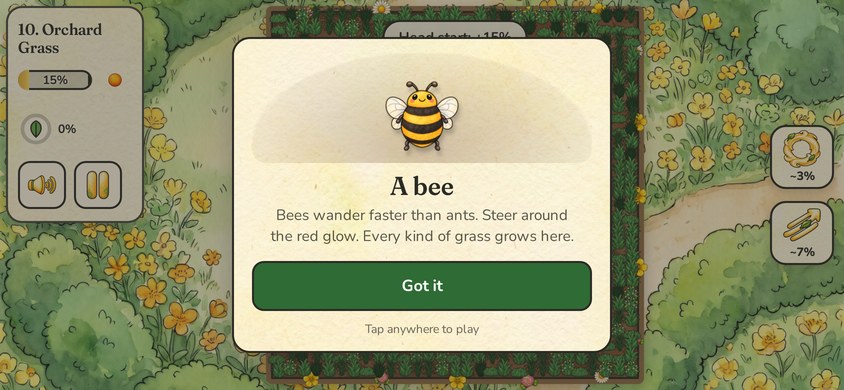 10. Orchard
Grass
15%
0%
Head start: +15%
A bee
Bees wander faster than ants. Steer around
the red glow. Every kind of grass grows here.
Got it
Tap anywhere to play
~3%
~7%